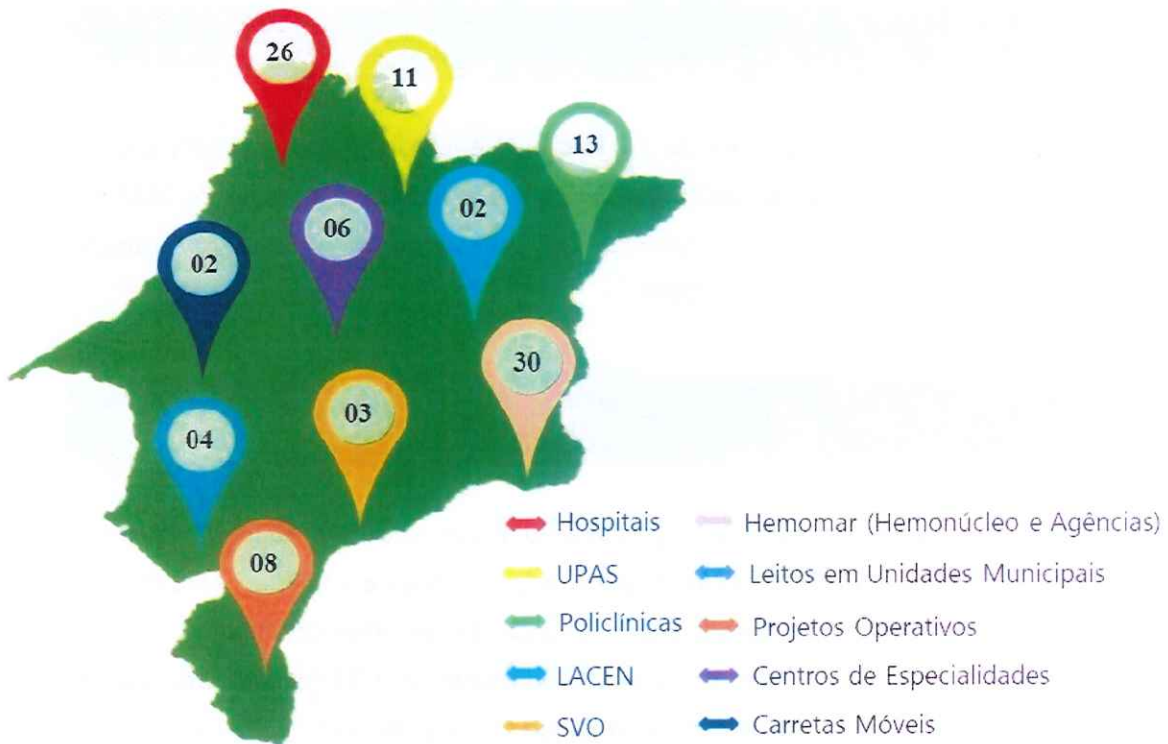 26
11
13
02
06
02
30
03
04
08
Hospitais
UPAS
Policlínicas
LACEN
SVO
Hemomar (Hemonúcleo e Agências)
Leitos em Unidades Municipais
Projetos Operativos
Centros de Especialidades
Carretas Móveis